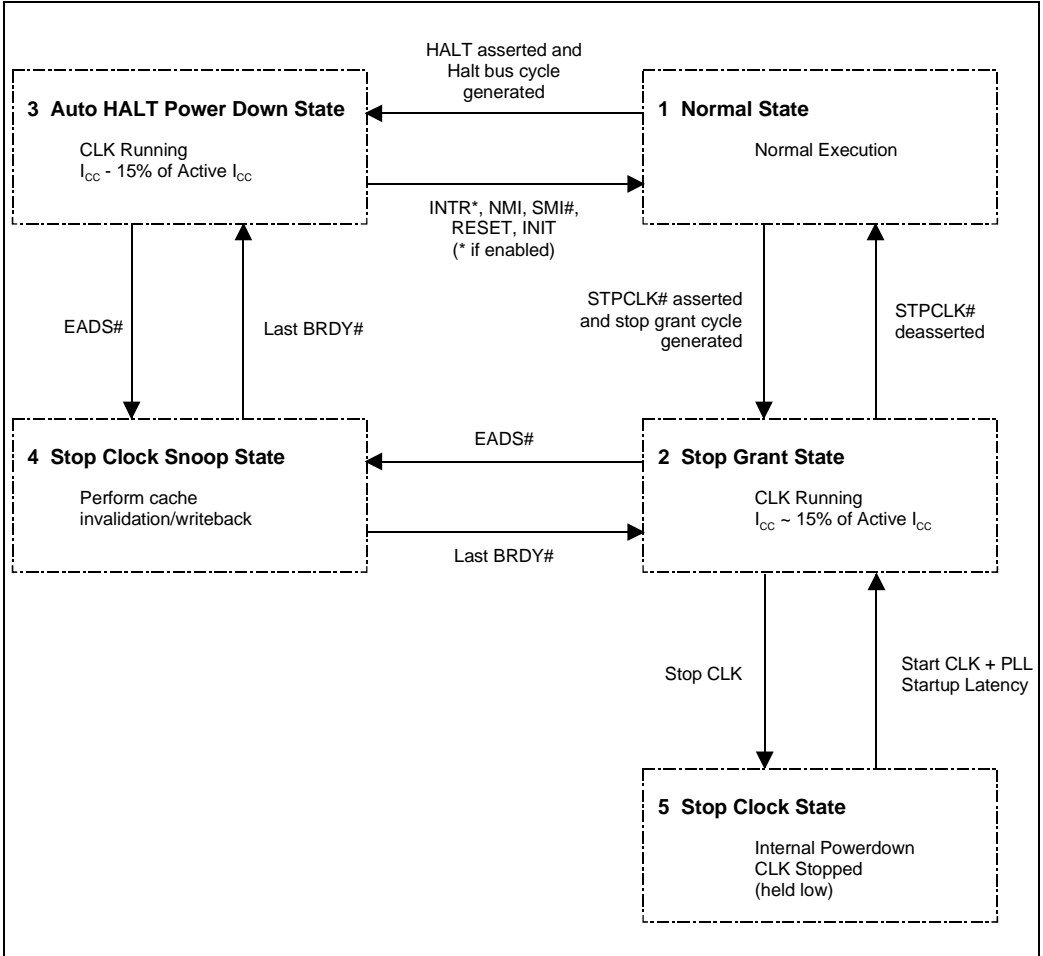 HALT asserted and
Halt bus cycle
generated
3 Auto HALT Power Down State
CLK Running
ICC - 15% of Active ICC
1 Normal State
Normal Execution
INTR*, NMI, SMI#,
RESET, INIT
(* if enabled)
EADS#
Last BRDY#
STPCLK# asserted
and stop grant cycle
generated
STPCLK#
deasserted
4 Stop Clock Snoop State
Perform cache
invalidation/writeback
EADS#
Last BRDY#
2 Stop Grant State
CLK Running
ICC ~ 15% of Active ICC
Stop CLK
Start CLK + PLL
Startup Latency
5 Stop Clock State
Internal Powerdown
CLK Stopped
(held low)